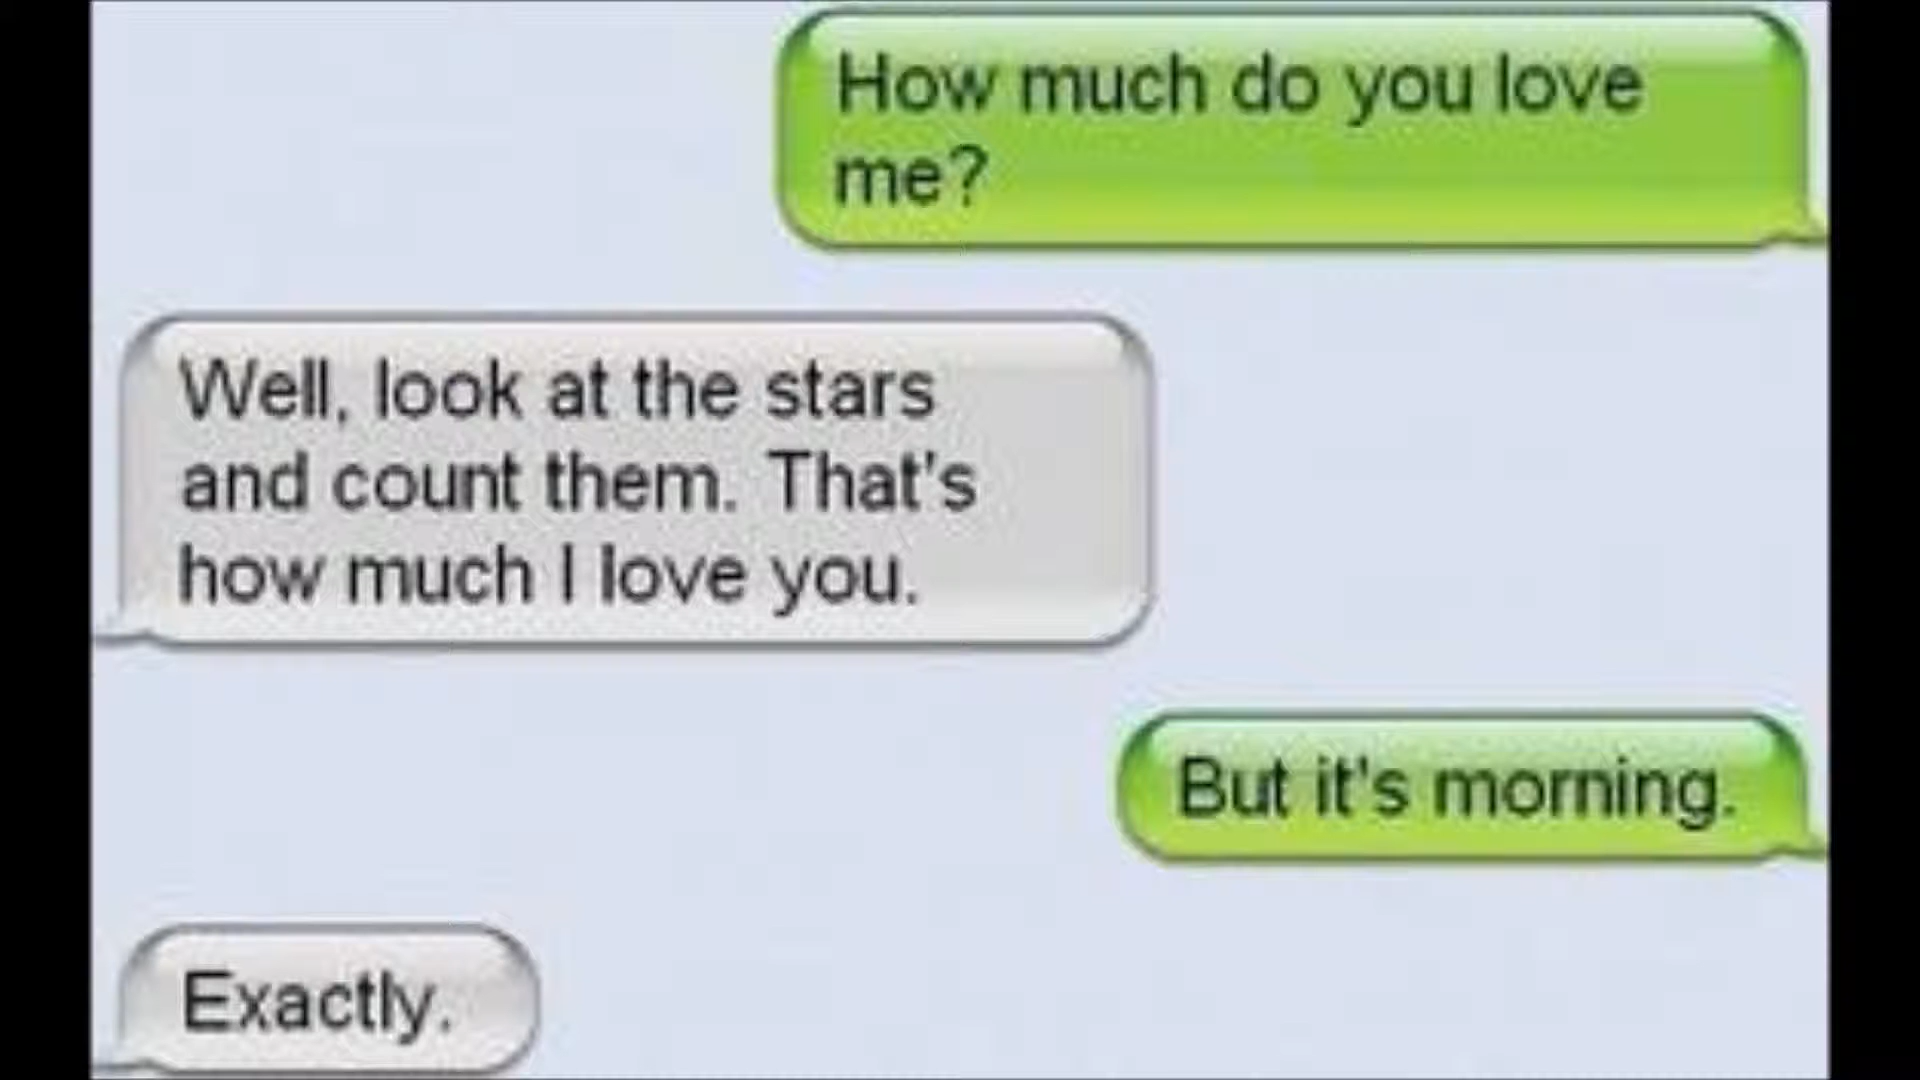 How much do you love
me?
Well, look at the stars
and count them. That's
how much I love you.
But it's morning.
Exactly.